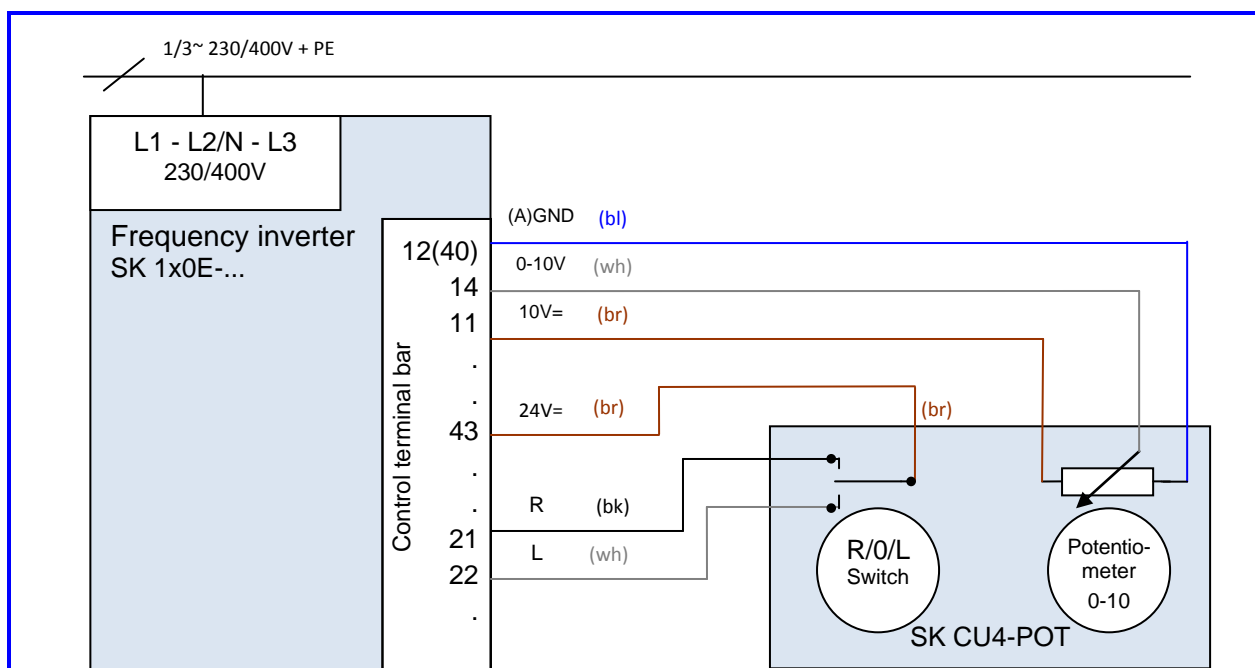 1/3~ 230/400V + PE
L1 - L2/N - L3
230/400V
Frequency inverter
SK 1x0E-...
Control terminal bar
12(40)
(A)GND (bl)
14
0-10V (wh)
11
10V= (br)
.
.
43
24V= (br)
(br)
.
.
21
R (bk)
22
L (wh)
.
R/0/L
Switch
Potentio-
meter
0-10
SK CU4-POT